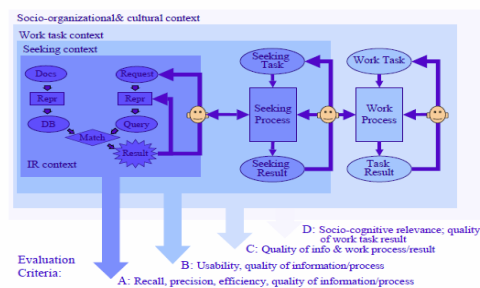 Socio-organizational& cultural context
Work task context
Seeking context
Docs
Request
Repr
Repr
DB
Query
Match
Result
IR context
Seeking
Task
Seeking
Process
Seeking
Result
Work Task
Work
Process
Task
Result
Evaluation
Criteria:
D: Socio-cognitive relevance; quality
of work task result
C: Quality of info & work process/result
B: Usability, quality of information/process
A: Recall, precision, efficiency, quality of information/process